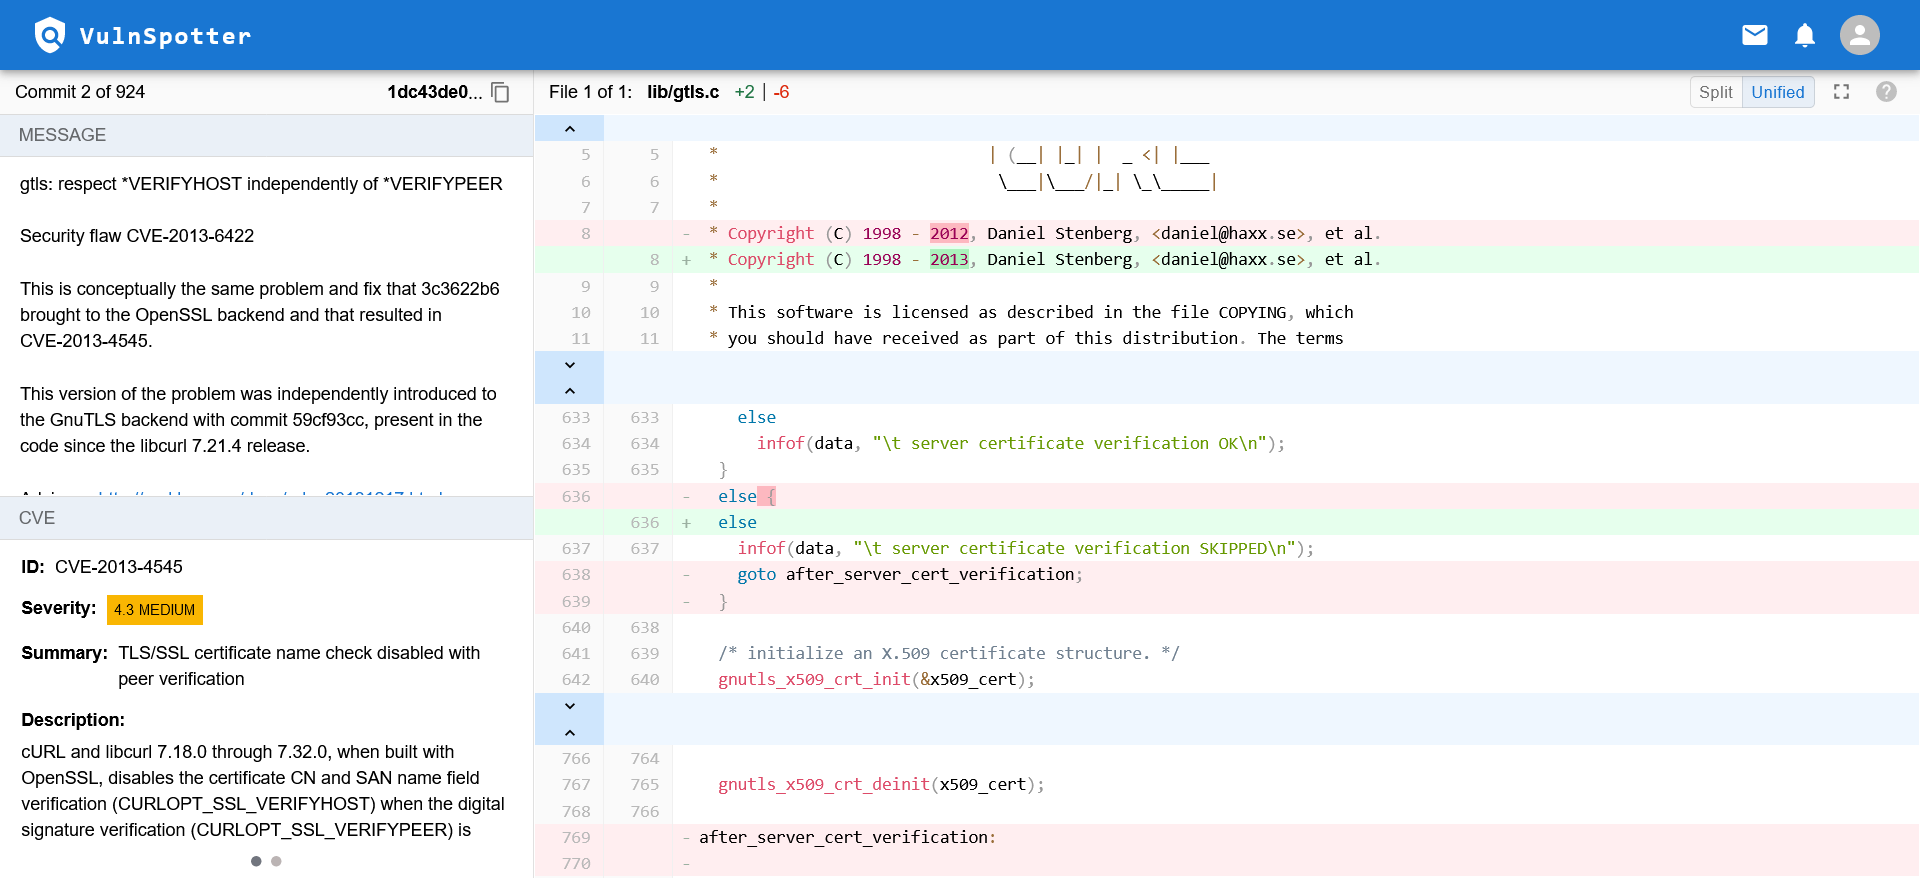 VulnSpotter
Commit 2 of 924
1dc43de0...
MESSAGE
gtls: respect *VERIFYHOST independently of *VERIFYPEER
Security flaw CVE-2013-6422
This is conceptually the same problem and fix that 3c3622b6
brought to the OpenSSL backend and that resulted in
CVE-2013-4545.
This version of the problem was independently introduced to
the GnuTLS backend with commit 59cf93cc, present in the
code since the libcurl 7.21.4 release.
CVE
ID: CVE-2013-4545
Severity: 4.3 MEDIUM
Summary: TLS/SSL certificate name check disabled with
peer verification
Description:
cURL and libcurl 7.18.0 through 7.32.0, when built with
OpenSSL, disables the certificate CN and SAN name field
verification (CURLOPT_SSL_VERIFYHOST) when the digital
signature verification (CURLOPT_SSL_VERIFYPEER) is
File 1 of 1: lib/gtls.c +2 | -6
Split Unified
5 5 * | (__| |_| |  _ <| |___
6 6 * \___|\___/|_| \_\_____|
7 7 *
8 - * Copyright (C) 1998 - 2012, Daniel Stenberg, <daniel@haxx.se>, et al.
8 + * Copyright (C) 1998 - 2013, Daniel Stenberg, <daniel@haxx.se>, et al.
9 9 *
10 10 * This software is licensed as described in the file COPYING, which
11 11 * you should have received as part of this distribution. The terms
633 633 else
634 634 infof(data, "\t server certificate verification OK\n");
635 635 }
636 - else {
636 + else
637 637 infof(data, "\t server certificate verification SKIPPED\n");
638 - goto after_server_cert_verification;
639 - }
640 638
641 639 /* initialize an X.509 certificate structure. */
642 640 gnutls_x509_crt_init(&x509_cert);
766 764
767 765 gnutls_x509_crt_deinit(x509_cert);
768 766
769 - after_server_cert_verification:
770 -